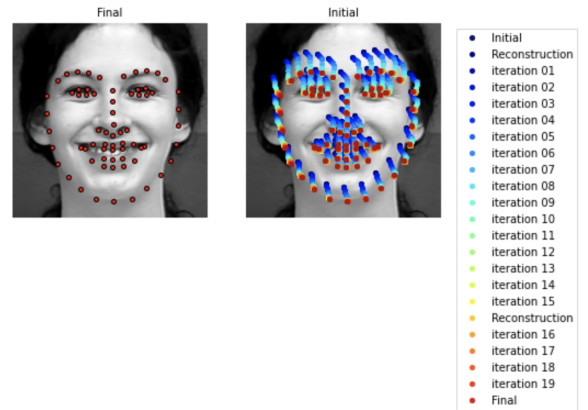 Final
Initial
Initial
Reconstruction
iteration 01
iteration 02
iteration 03
iteration 04
iteration 05
iteration 06
iteration 07
iteration 08
iteration 09
iteration 10
iteration 11
iteration 12
iteration 13
iteration 14
iteration 15
Reconstruction
iteration 16
iteration 17
iteration 18
iteration 19
Final